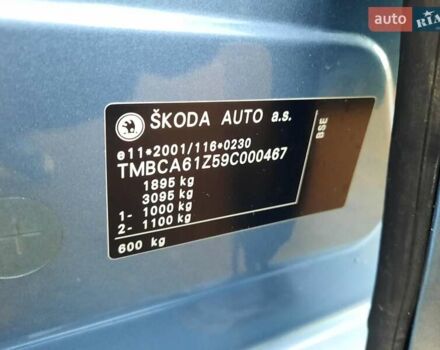 auto RIA
ŠKODA AUTO a.s.
e11*2001/116*0230
TMBCA61Z59C000467
1895 kg
3095 kg
1- 1000 kg
2- 1100 kg
600 kg
BSE